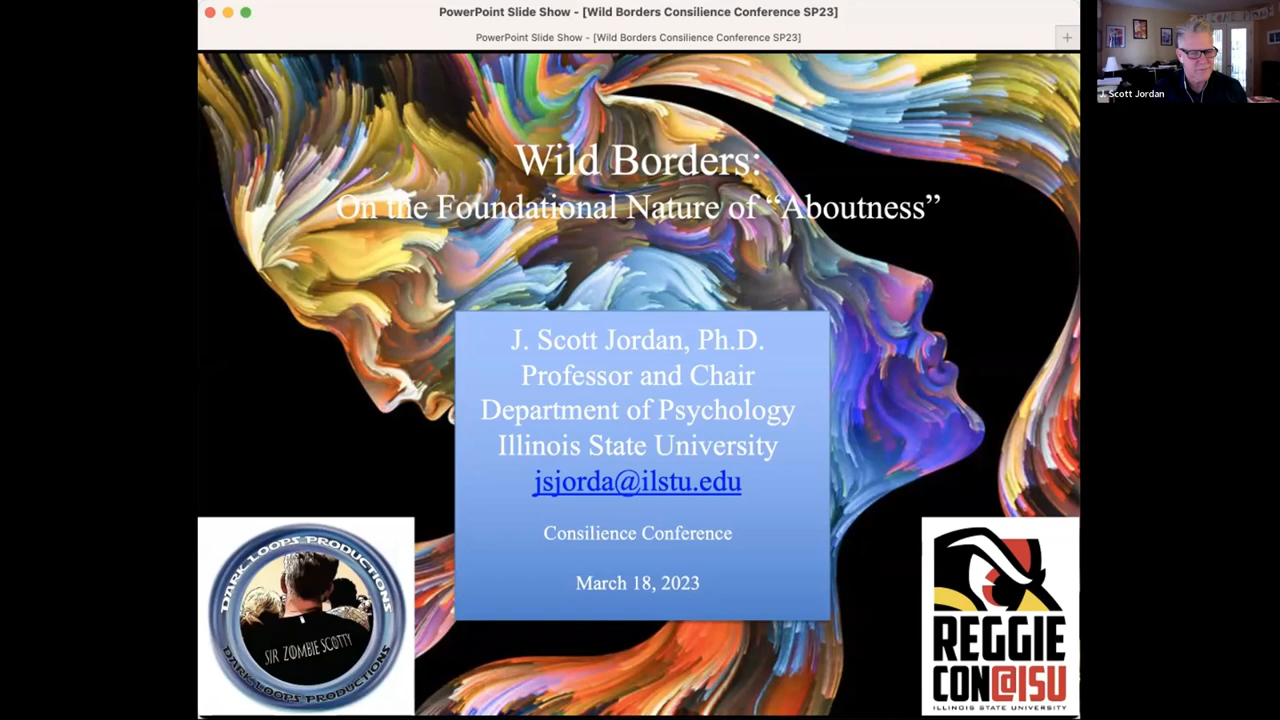 PowerPoint Slide Show - [Wild Borders Consilience Conference SP23]
PowerPoint Slide Show - [Wild Borders Consilience Conference SP23]
+
J. Scott Jordan
Wild Borders:
On the Foundational Nature of “Aboutness”
J. Scott Jordan, Ph.D.
Professor and Chair
Department of Psychology
Illinois State University
jsjorda@ilstu.edu
Consilience Conference
March 18, 2023
DARK LOOPS PRODUCTIONS
SIR ZOMBIE SCOTTY
DARK LOOPS PRODUCTIONS
REGGIE
CON@ISU
ILLINOIS STATE UNIVERSITY